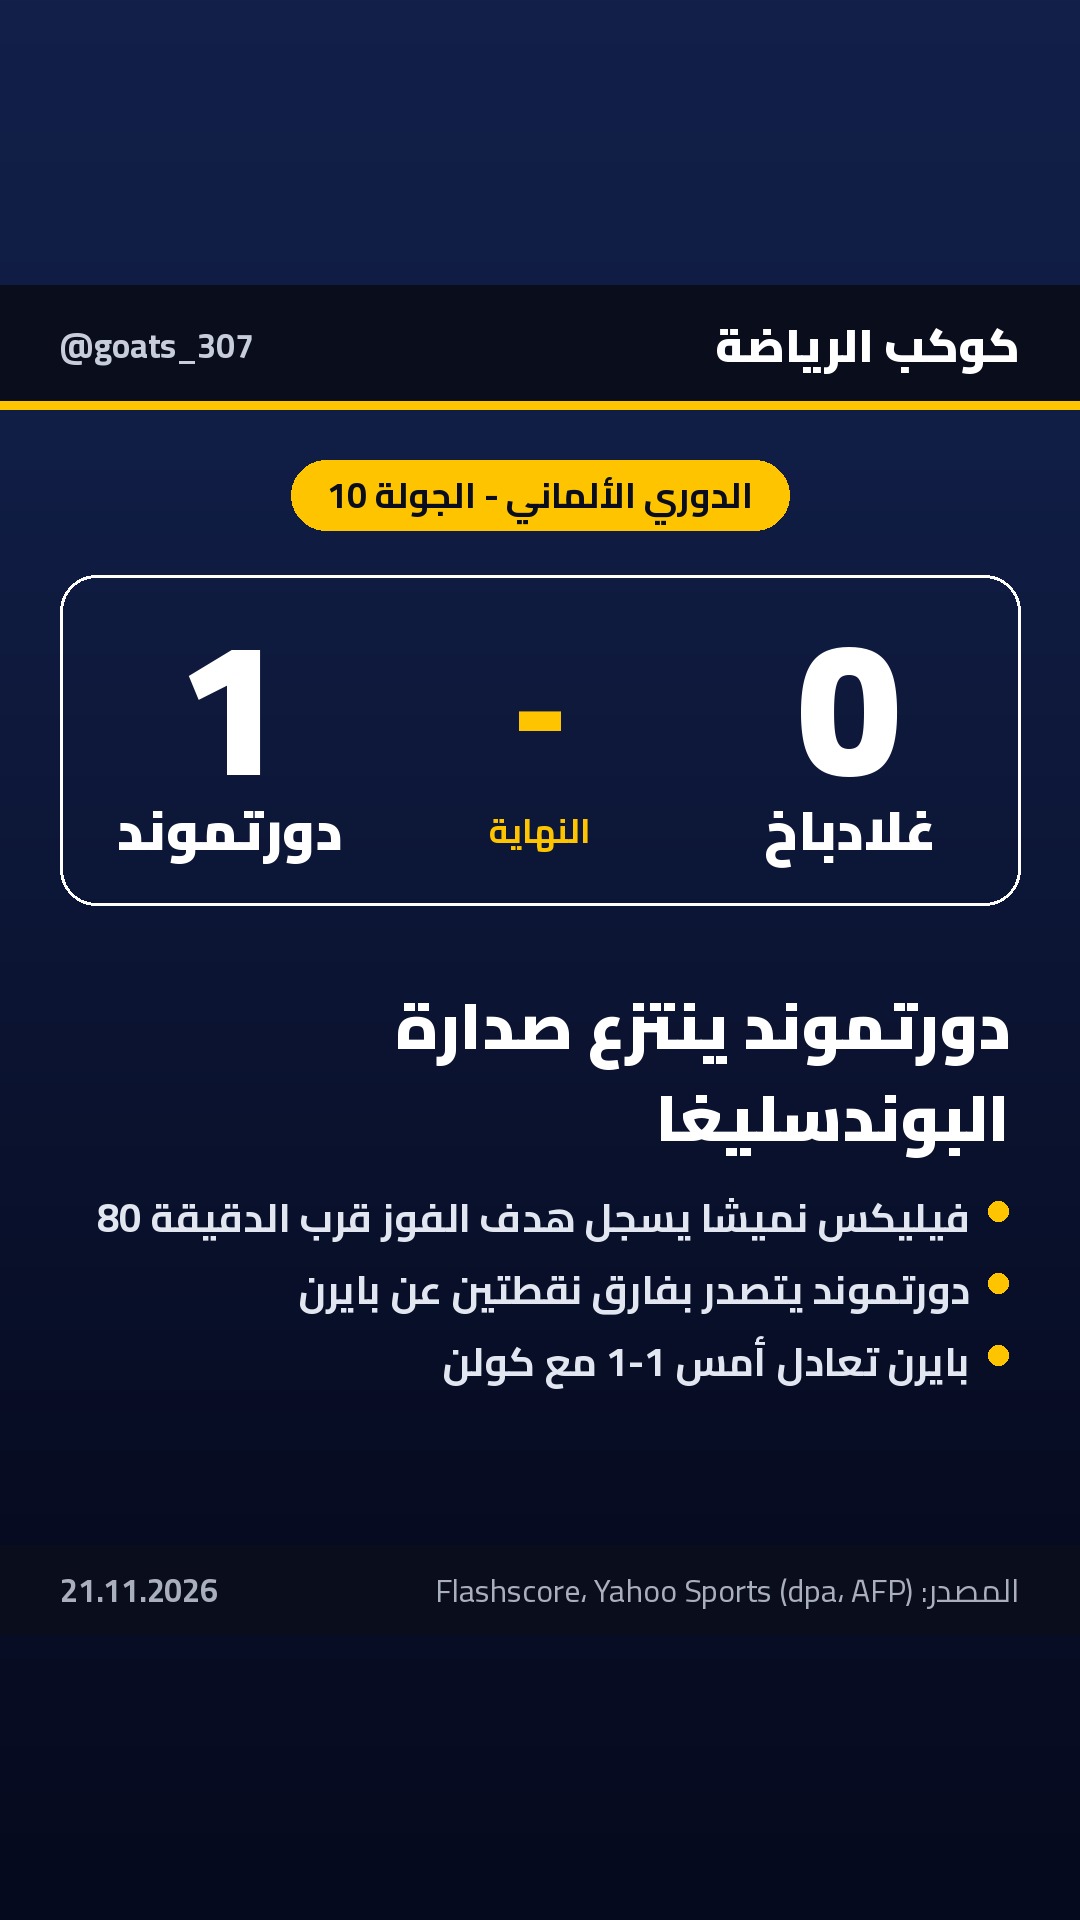 كوكب الرياضة
@goats_307
الدوري الألماني - الجولة 10
0 - 1
غلادباخ النهاية دورتموند
دورتموند ينتزع صدارة
البوندسليغا
فيليكس نميشا يسجل هدف الفوز قرب الدقيقة 80
دورتموند يتصدر بفارق نقطتين عن بايرن
بايرن تعادل أمس 1-1 مع كولن
المصدر: Flashscore، Yahoo Sports (dpa، AFP)
21.11.2026